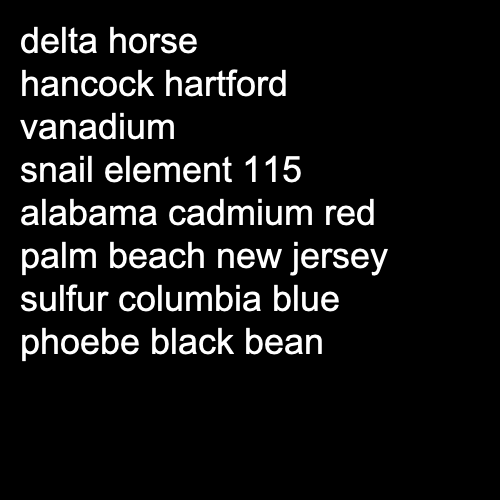 delta horse
hancock hartford
vanadium
snail element 115
alabama cadmium red
palm beach new jersey
sulfur columbia blue
phoebe black bean